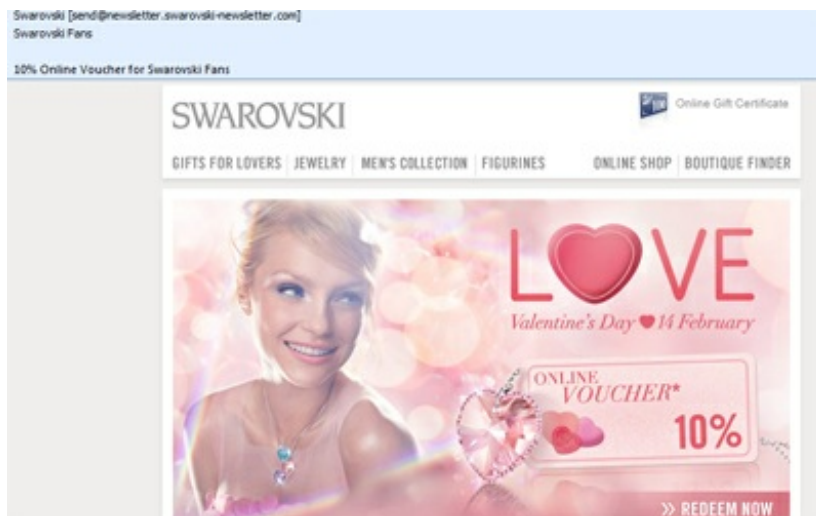 Swarovski [send@newsletter.swarovski-newsletter.com]
Swarovski Fans
10% Online Voucher for Swarovski Fans
SWAROVSKI
100 Online Gift Certificate
GIFTS FOR LOVERS JEWELRY MEN'S COLLECTION FIGURINES ONLINE SHOP BOUTIQUE FINDER
LOVE
Valentine's Day 14 February
ONLINE
VOUCHER*
10%
>> REDEEM NOW